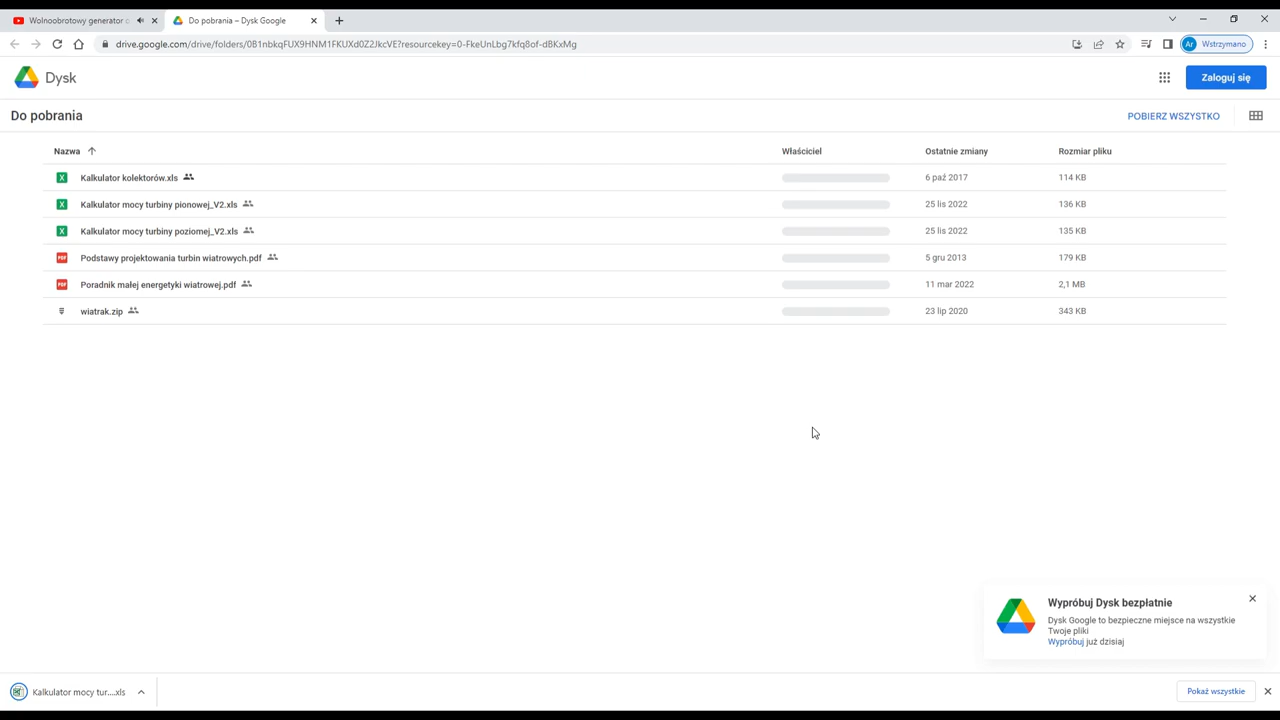 Wolnoobrotowy generator d
Do pobrania – Dysk Google
drive.google.com/drive/folders/0B1nbkqFUX9HNM1FKUXd0Z2JkcVE?resourcekey=0-FkeUnLbg7kfq8of-dBKxMg
Ar Wstrzymano
Dysk
Zaloguj się
Do pobrania
POBIERZ WSZYSTKO
Nazwa Właściciel Ostatnie zmiany Rozmiar pliku
Kalkulator kolektorów.xls 6 paź 2017 114 KB
Kalkulator mocy turbiny pionowej_V2.xls 25 lis 2022 136 KB
Kalkulator mocy turbiny poziomej_V2.xls 25 lis 2022 135 KB
PDF Podstawy projektowania turbin wiatrowych.pdf 5 gru 2013 179 KB
PDF Poradnik małej energetyki wiatrowej.pdf 11 mar 2022 2,1 MB
wiatrak.zip 23 lip 2020 343 KB
Wypróbuj Dysk bezpłatnie
Dysk Google to bezpieczne miejsce na wszystkie
Twoje pliki
Wypróbuj już dzisiaj
Kalkulator mocy tur....xls
Pokaż wszystkie